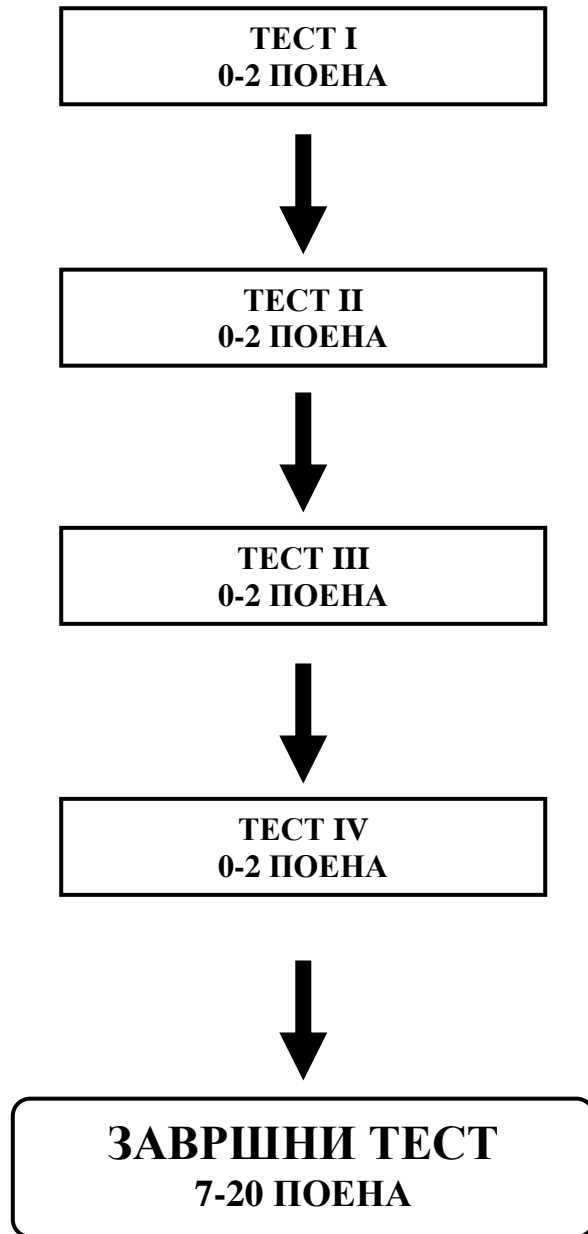 ТЕСТ I
0-2 ПОЕНА
ТЕСТ II
0-2 ПОЕНА
ТЕСТ III
0-2 ПОЕНА
ТЕСТ IV
0-2 ПОЕНА
ЗАВРШНИ ТЕСТ
7-20 ПОЕНА